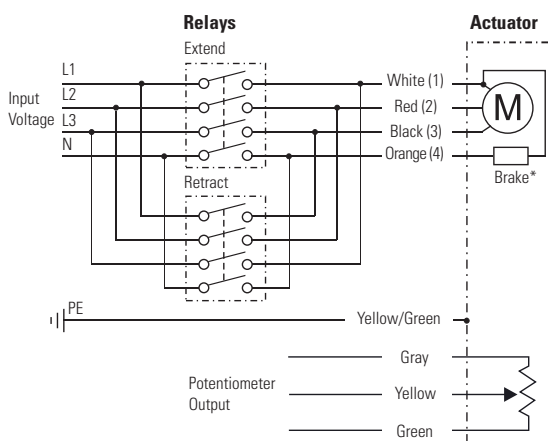 Relays
Actuator
Extend
L1
L2
L3
N
Input
Voltage
White (1)
Red (2)
Black (3)
Orange (4)
M
Brake*
Retract
PE
Yellow/Green
Potentiometer
Output
Gray
Yellow
Green